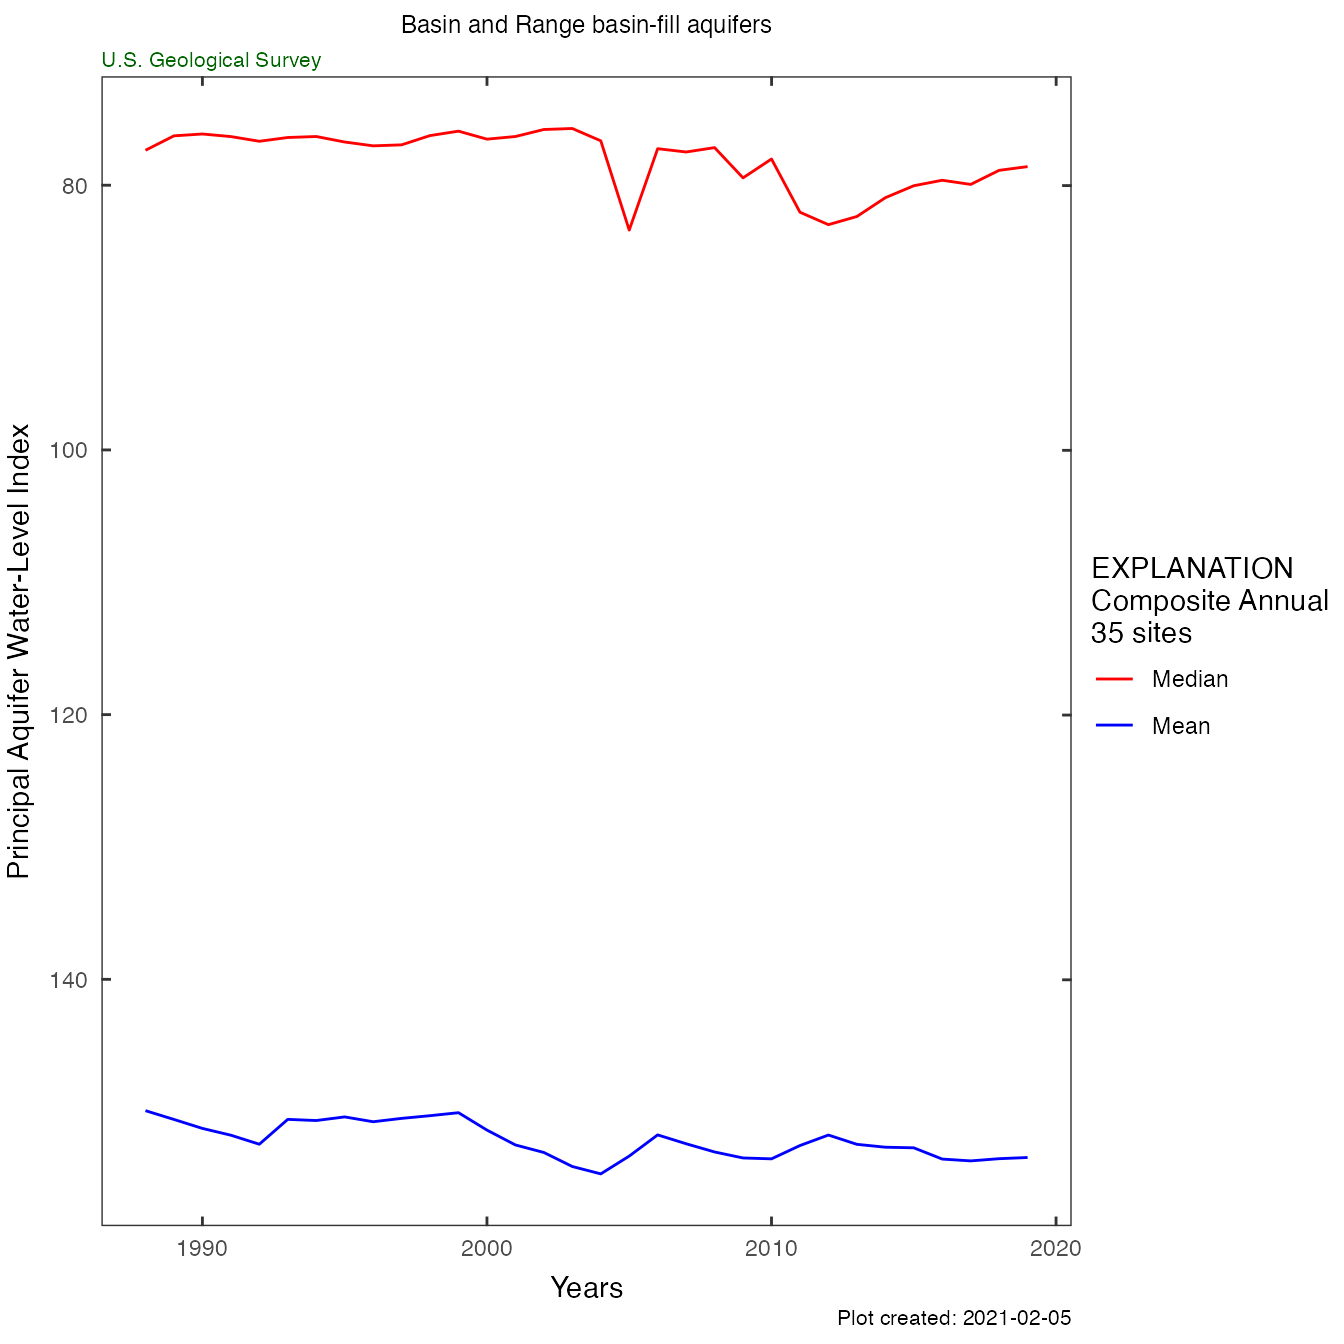 Basin and Range basin-fill aquifers
U.S. Geological Survey
Principal Aquifer Water-Level Index
80
100
120
140
1990
2000
2010
2020
Years
EXPLANATION
Composite Annual
35 sites
Median
Mean
Plot created: 2021-02-05